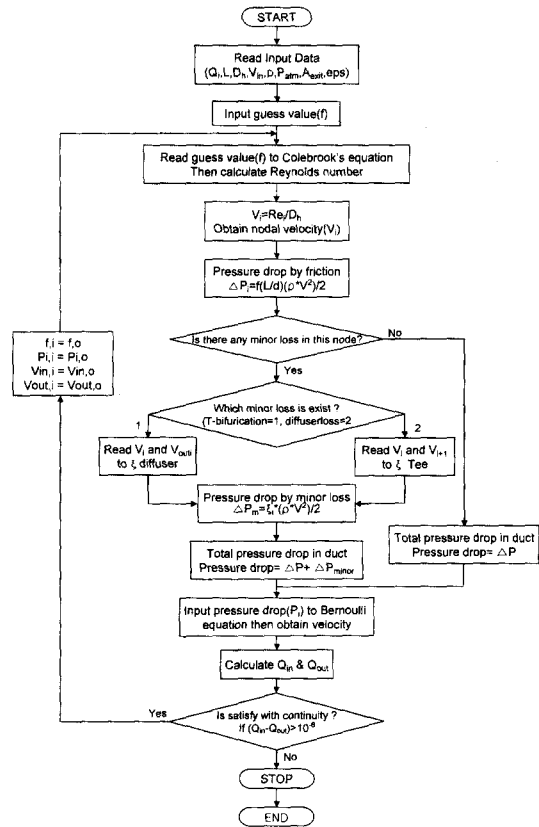 START
Read Input Data
(Qi,L,Dh,Vin,ρ,Patm,Aexit,eps)
Input guess value(f)
Read guess value(f) to Colebrook's equation
Then calculate Reynolds number
Vi=Rei/Dh
Obtain nodal velocity(Vi)
Pressure drop by friction
△Pi=f(L/d)(ρ*V²)/2
Is there any minor loss in this node?
No
Yes
f,i = f,o
Pi,i = Pi,o
Vin,i = Vin,o
Vout,i = Vout,o
Which minor loss is exist ?
(T-bifurication=1, diffuserloss=2
1
2
Read Vi and Vouti
to ξ diffuser
Read Vi and Vi+1
to ξ Tee
Pressure drop by minor loss
△Pm=ξi*(ρ*V²)/2
Total pressure drop in duct
Pressure drop= △P+ △Pminor
Total pressure drop in duct
Pressure drop= △P
Input pressure drop(Pi) to Bernoulli
equation then obtain velocity
Calculate Qin & Qout
Yes
Is satisfy with continuity ?
If (Qin-Qout)>10⁻⁶
No
STOP
END